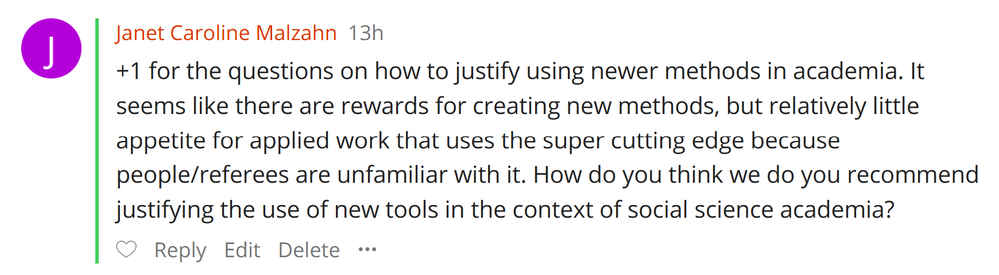 J
Janet Caroline Malzahn 13h
+1 for the questions on how to justify using newer methods in academia. It
seems like there are rewards for creating new methods, but relatively little
appetite for applied work that uses the super cutting edge because
people/referees are unfamiliar with it. How do you think we do you recommend
justifying the use of new tools in the context of social science academia?
Reply Edit Delete ···